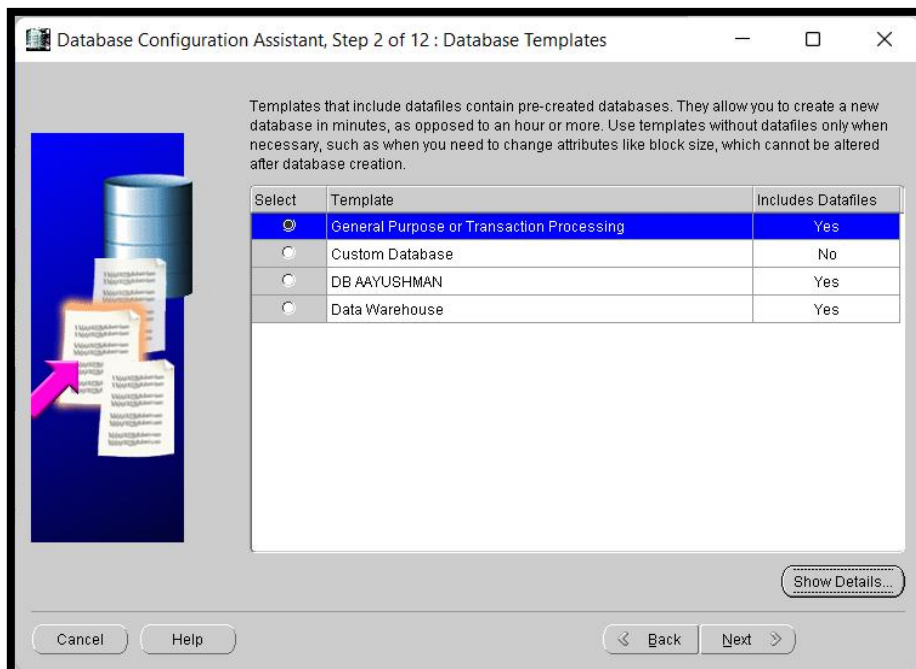 Database Configuration Assistant, Step 2 of 12 : Database Templates
Templates that include datafiles contain pre-created databases. They allow you to create a new
database in minutes, as opposed to an hour or more. Use templates without datafiles only when
necessary, such as when you need to change attributes like block size, which cannot be altered
after database creation.
Select Template Includes Datafiles
General Purpose or Transaction Processing Yes
Custom Database No
DB AAYUSHMAN Yes
Data Warehouse Yes
Show Details...
Cancel Help Back Next